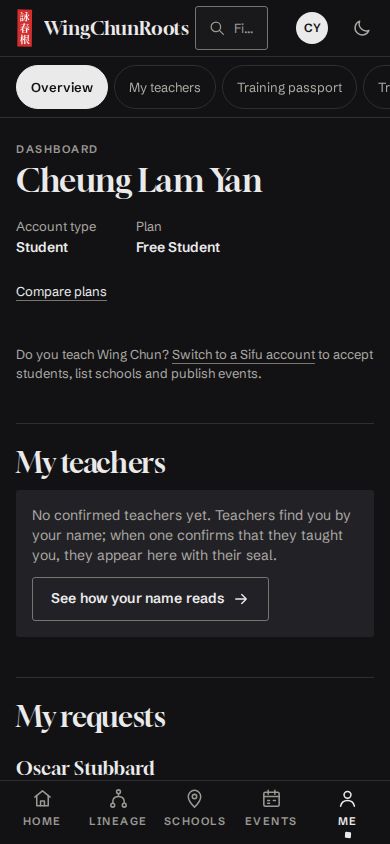 詠春根
WingChunRoots
Fi...
CY
Overview
My teachers
Training passport
Tr
DASHBOARD
Cheung Lam Yan
Account type
Plan
Student
Free Student
Compare plans
Do you teach Wing Chun? Switch to a Sifu account to accept
students, list schools and publish events.
My teachers
No confirmed teachers yet. Teachers find you by
your name; when one confirms that they taught
you, they appear here with their seal.
See how your name reads
My requests
Oscar Stubbard
HOME
LINEAGE
SCHOOLS
EVENTS
ME